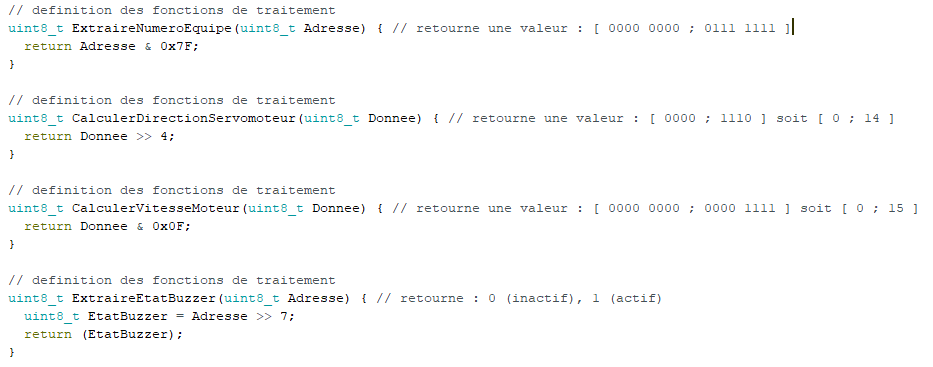 // definition des fonctions de traitement
uint8_t ExtraireNumeroEquipe(uint8_t Adresse) { // retourne une valeur : [ 0000 0000 ; 0111 1111 ]
  return Adresse & 0x7F;
}

// definition des fonctions de traitement
uint8_t CalculerDirectionServomoteur(uint8_t Donnee) { // retourne une valeur : [ 0000 ; 1110 ] soit [ 0 ; 14 ]
  return Donnee >> 4;
}

// definition des fonctions de traitement
uint8_t CalculerVitesseMoteur(uint8_t Donnee) { // retourne une valeur : [ 0000 0000 ; 0000 1111 ] soit [ 0 ; 15 ]
  return Donnee & 0x0F;
}

// definition des fonctions de traitement
uint8_t ExtraireEtatBuzzer(uint8_t Adresse) { // retourne : 0 (inactif), 1 (actif)
  uint8_t EtatBuzzer = Adresse >> 7;
  return (EtatBuzzer);
}